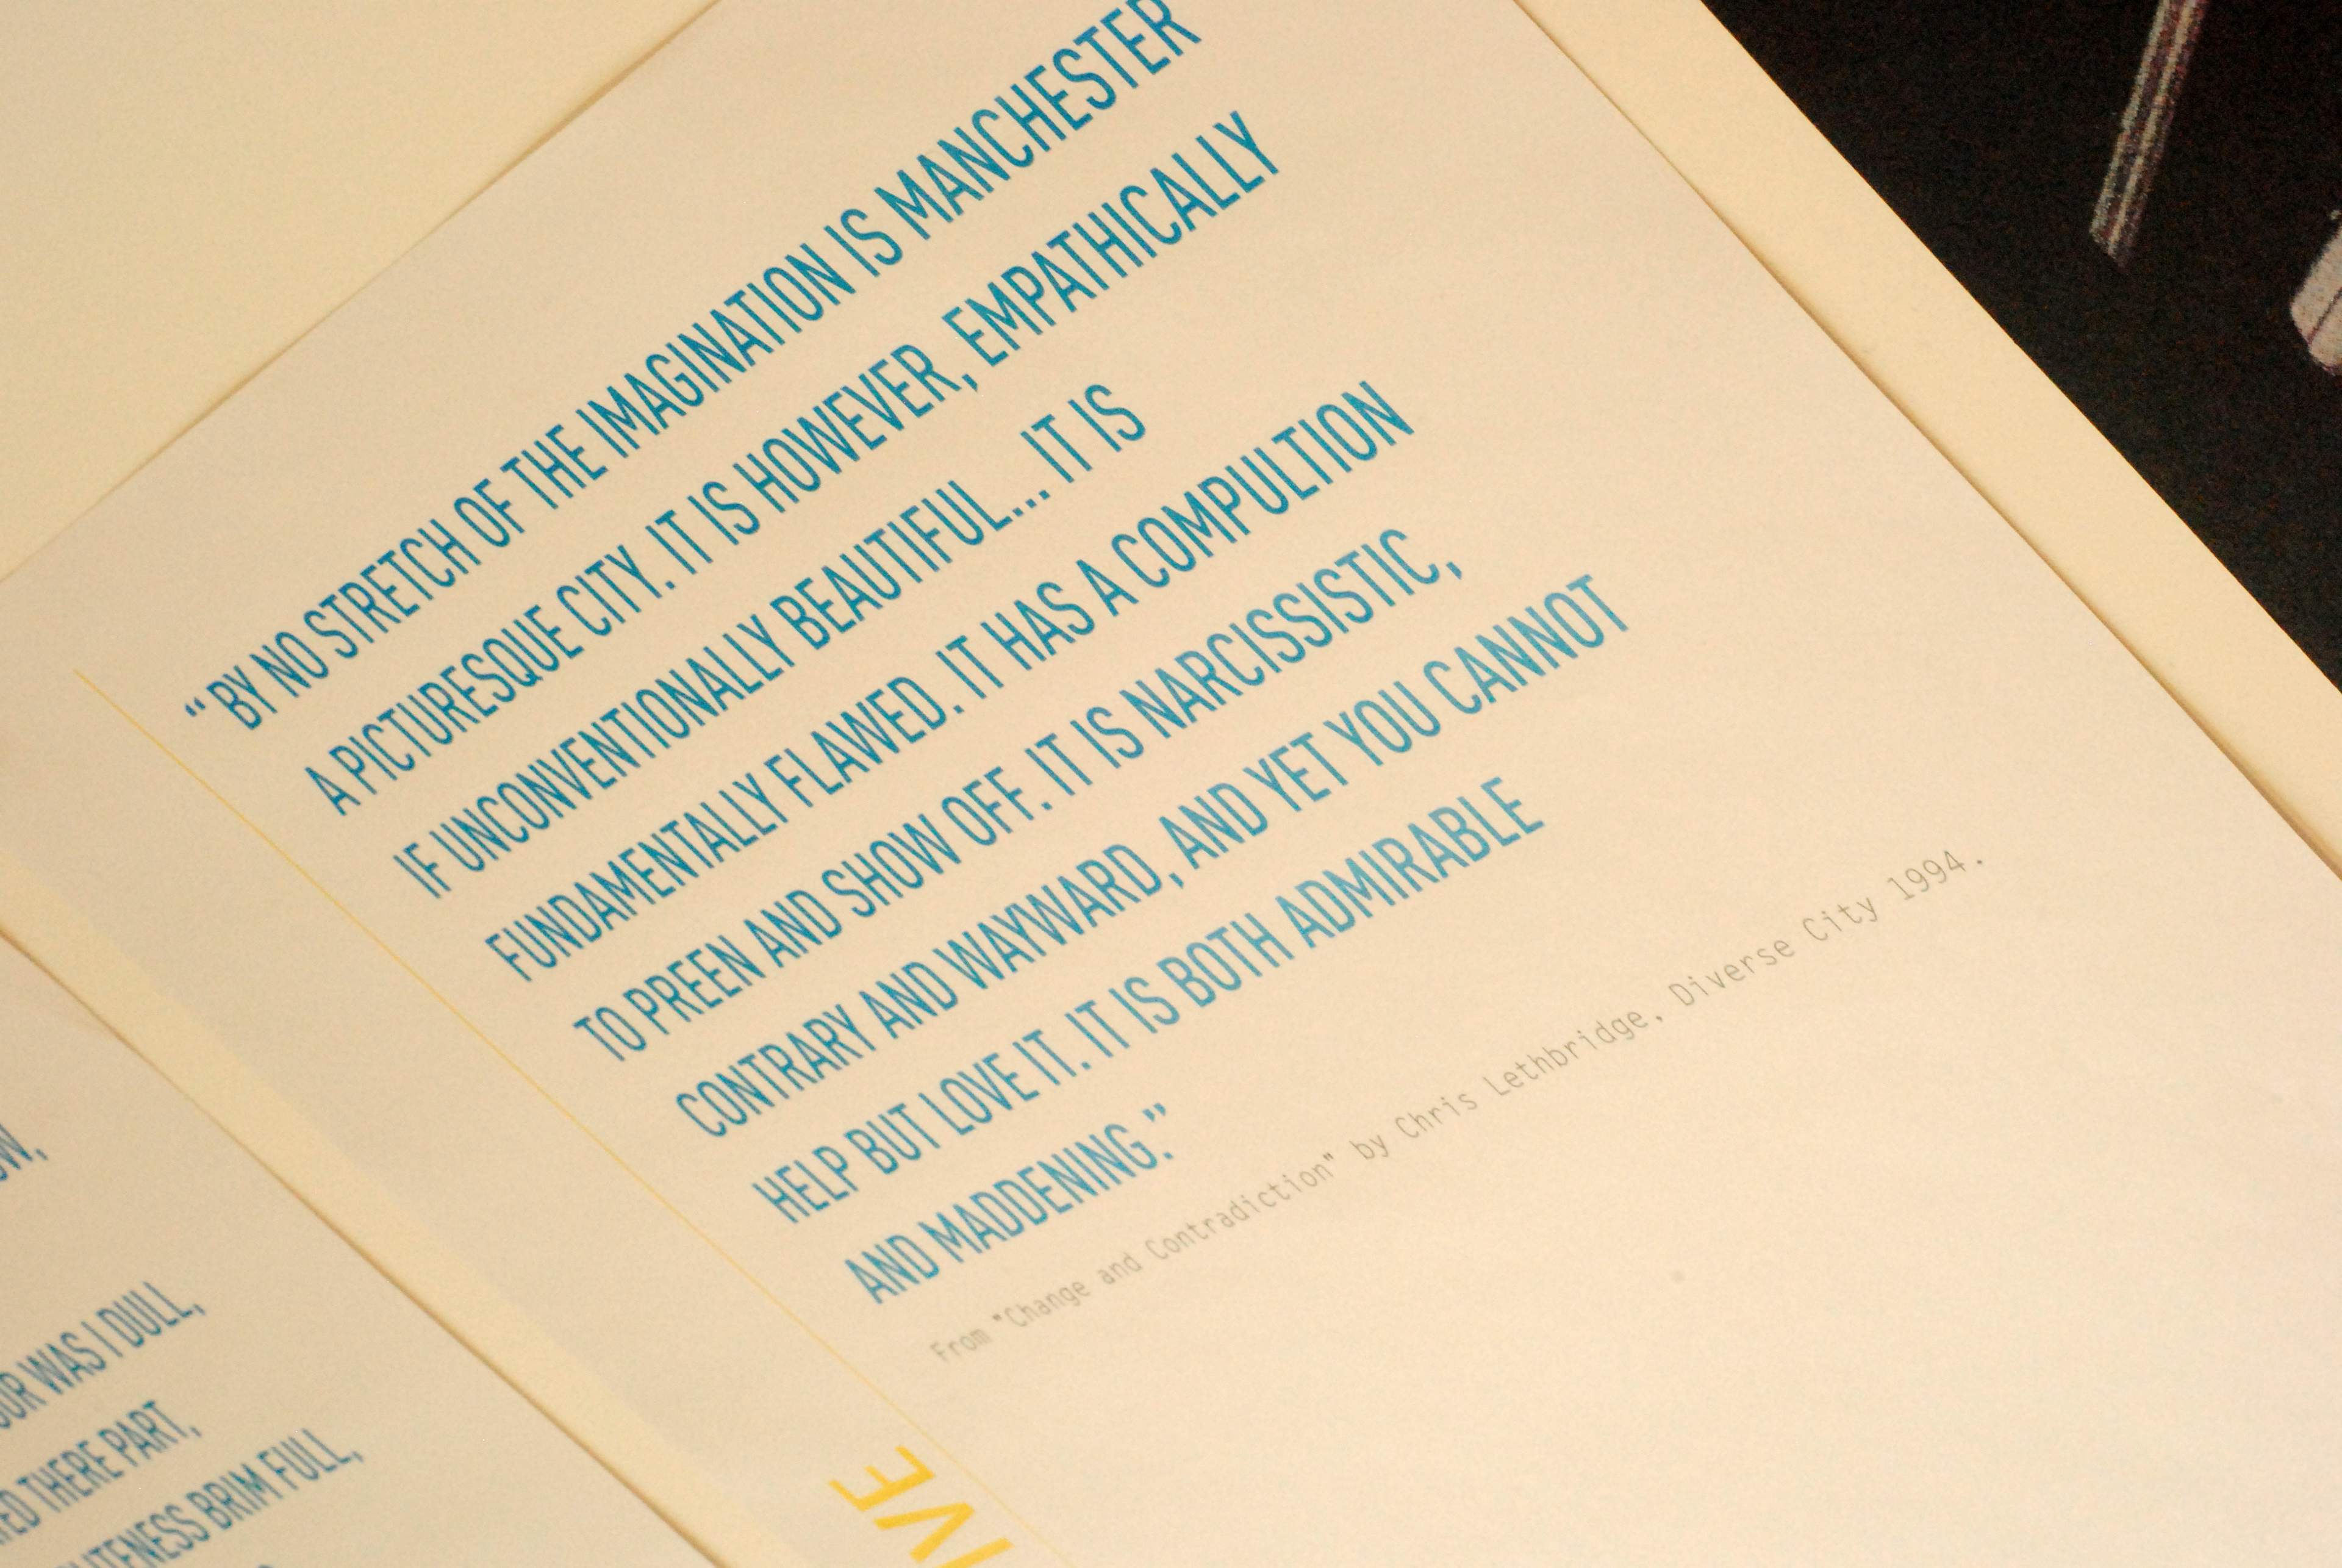 “BY NO STRETCH OF THE IMAGINATION IS MANCHESTER
A PICTURESQUE CITY. IT IS HOWEVER, EMPATHICALLY
IF UNCONVENTIONALLY BEAUTIFUL... IT IS
FUNDAMENTALLY FLAWED. IT HAS A COMPULTION
TO PREEN AND SHOW OFF. IT IS NARCISSISTIC,
CONTRARY AND WAYWARD, AND YET YOU CANNOT
HELP BUT LOVE IT. IT IS BOTH ADMIRABLE
AND MADDENING.”
From "Change and Contradiction" by Chris Lethbridge, Diverse City 1994.
WAS I DULL,
THERE PART,
BRIM FULL,